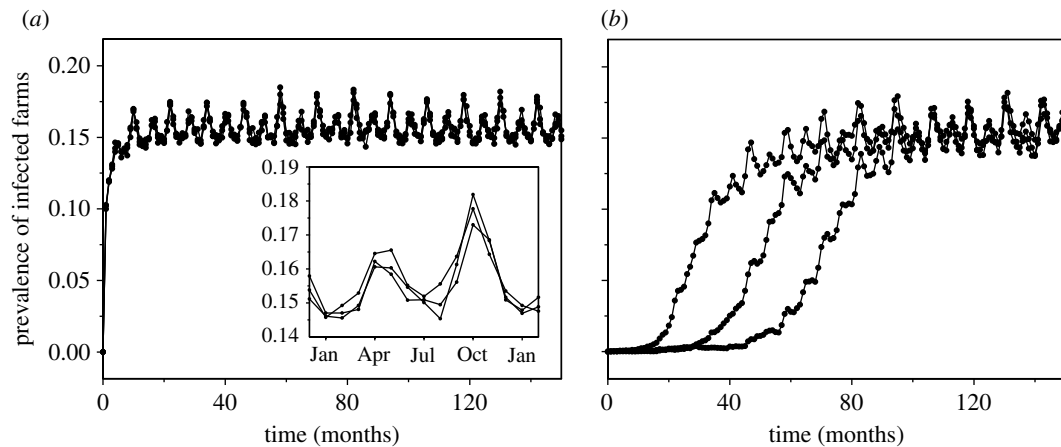 (a)
(b)
prevalence of infected farms
0.20
0.15
0.10
0.05
0.00
0.19
0.18
0.17
0.16
0.15
0.14
Jan Apr Jul Oct Jan
0 40 80 120
time (months)
0 40 80 120
time (months)